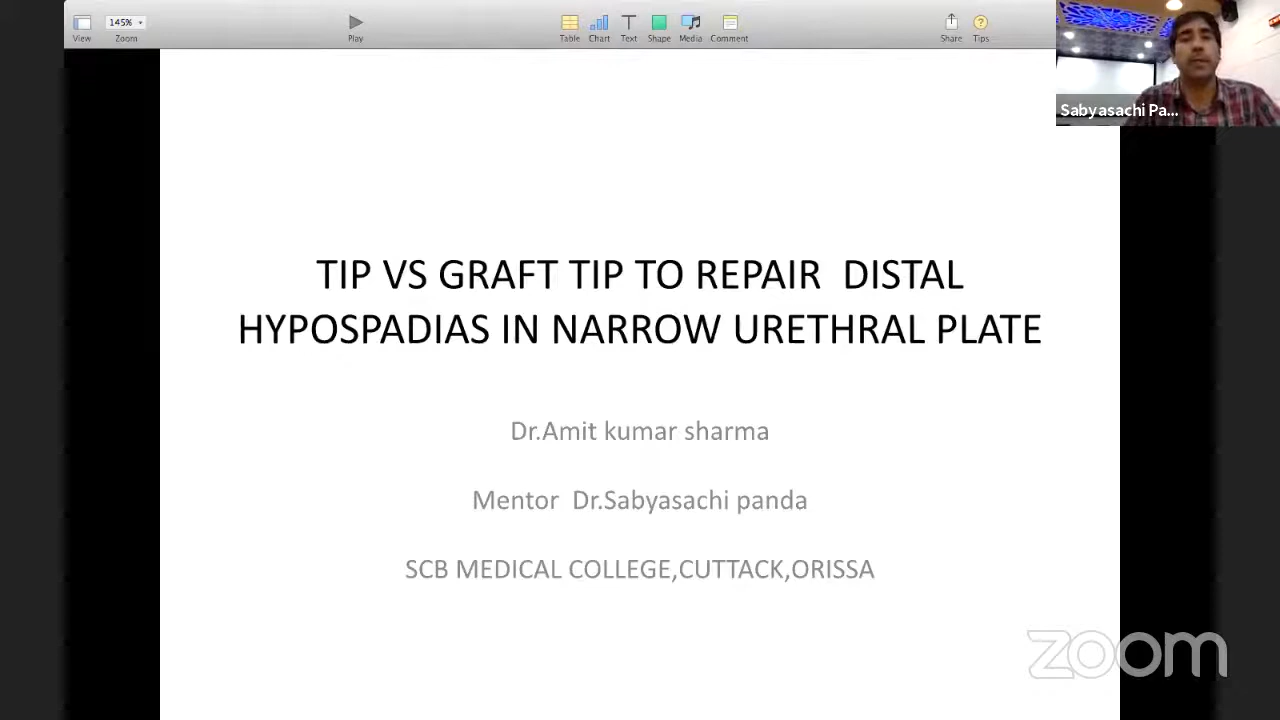 145%
View
Zoom
Play
Table
Chart
Text
Shape
Media
Comment
Share
Tips
Sabyasachi Pa...
TIP VS GRAFT TIP TO REPAIR DISTAL
HYPOSPADIAS IN NARROW URETHRAL PLATE
Dr.Amit kumar sharma
Mentor Dr.Sabyasachi panda
SCB MEDICAL COLLEGE,CUTTACK,ORISSA
zoom